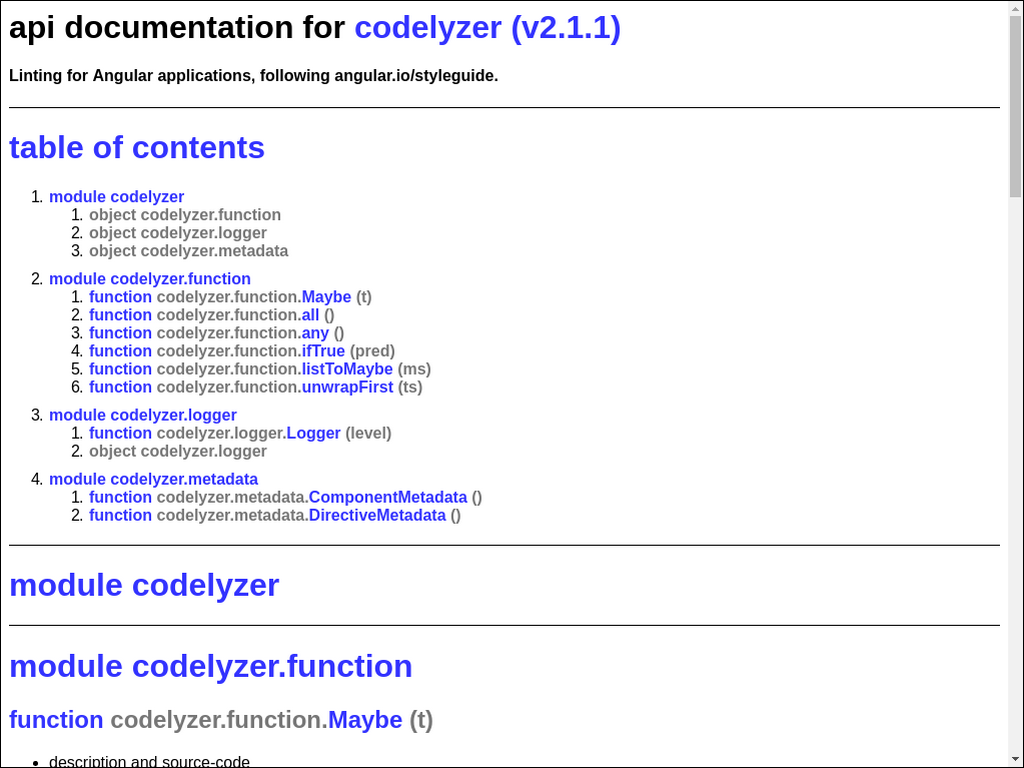 api documentation for codelyzer (v2.1.1)
Linting for Angular applications, following angular.io/styleguide.
table of contents
1. module codelyzer
1. object codelyzer.function
2. object codelyzer.logger
3. object codelyzer.metadata
2. module codelyzer.function
1. function codelyzer.function.Maybe (t)
2. function codelyzer.function.all ()
3. function codelyzer.function.any ()
4. function codelyzer.function.ifTrue (pred)
5. function codelyzer.function.listToMaybe (ms)
6. function codelyzer.function.unwrapFirst (ts)
3. module codelyzer.logger
1. function codelyzer.logger.Logger (level)
2. object codelyzer.logger
4. module codelyzer.metadata
1. function codelyzer.metadata.ComponentMetadata ()
2. function codelyzer.metadata.DirectiveMetadata ()
module codelyzer
module codelyzer.function
function codelyzer.function.Maybe (t)
• description and source-code